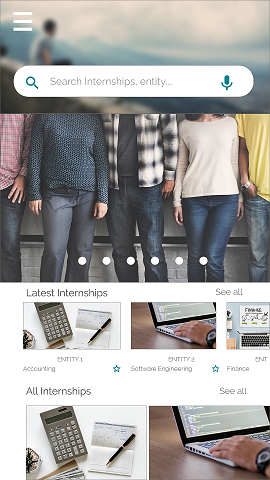 Search Internships, entity....
Latest Internships
See all
FINANCE
ENTITY 1
ENTITY 2
ENT
Accounting
Software Engineering
Finance
All Internships
See all